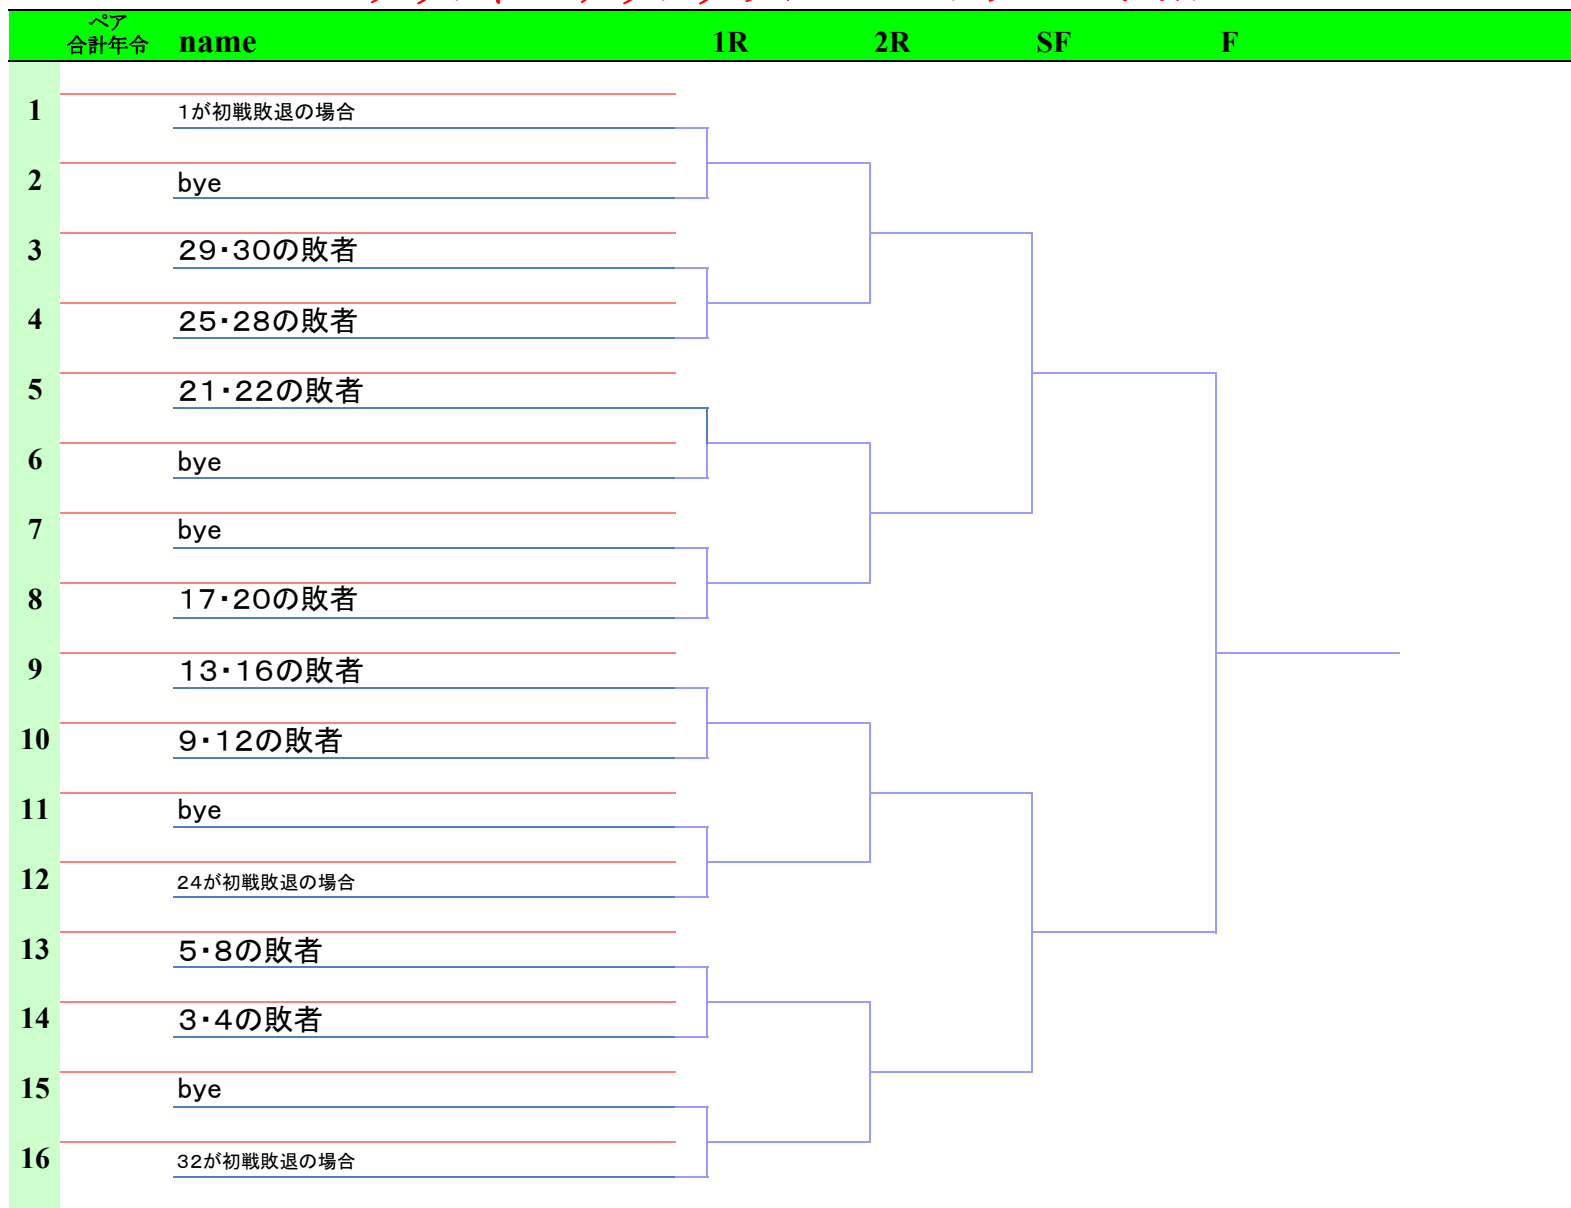 ペア
合計年令 name 1R 2R SF F
1 1が初戦敗退の場合
2 bye
3 29・30の敗者
4 25・28の敗者
5 21・22の敗者
6 bye
7 bye
8 17・20の敗者
9 13・16の敗者
10 9・12の敗者
11 bye
12 24が初戦敗退の場合
13 5・8の敗者
14 3・4の敗者
15 bye
16 32が初戦敗退の場合